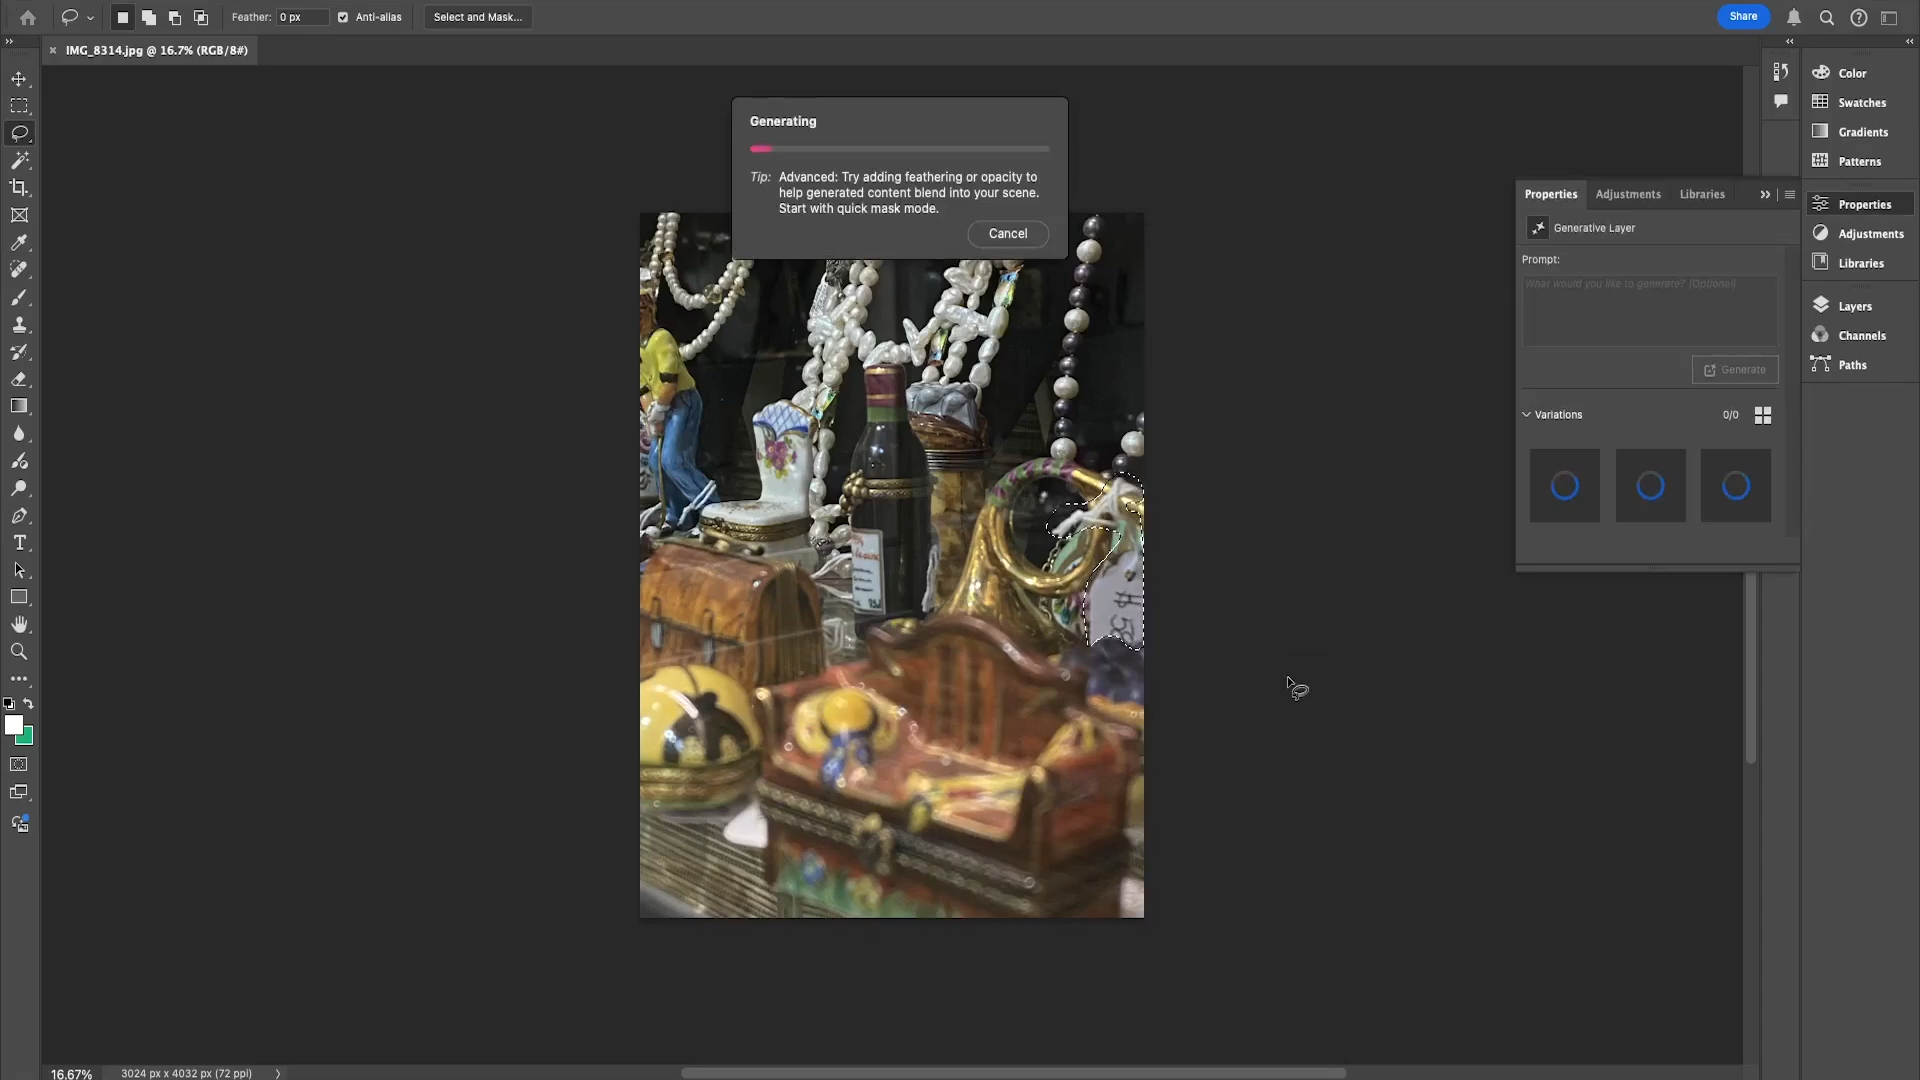 Feather: 0 px Anti-alias Select and Mask... Share
× IMG_8314.jpg @ 16.7% (RGB/8#)
Generating
Tip: Advanced: Try adding feathering or opacity to
help generated content blend into your scene.
Start with quick mask mode.
Cancel
Properties Adjustments Libraries
Generative Layer
Prompt:
What would you like to generate? (Optional)
Generate
Variations 0/0
Color
Swatches
Gradients
Patterns
Properties
Adjustments
Libraries
Layers
Channels
Paths
16.67% 3024 px x 4032 px (72 ppi)